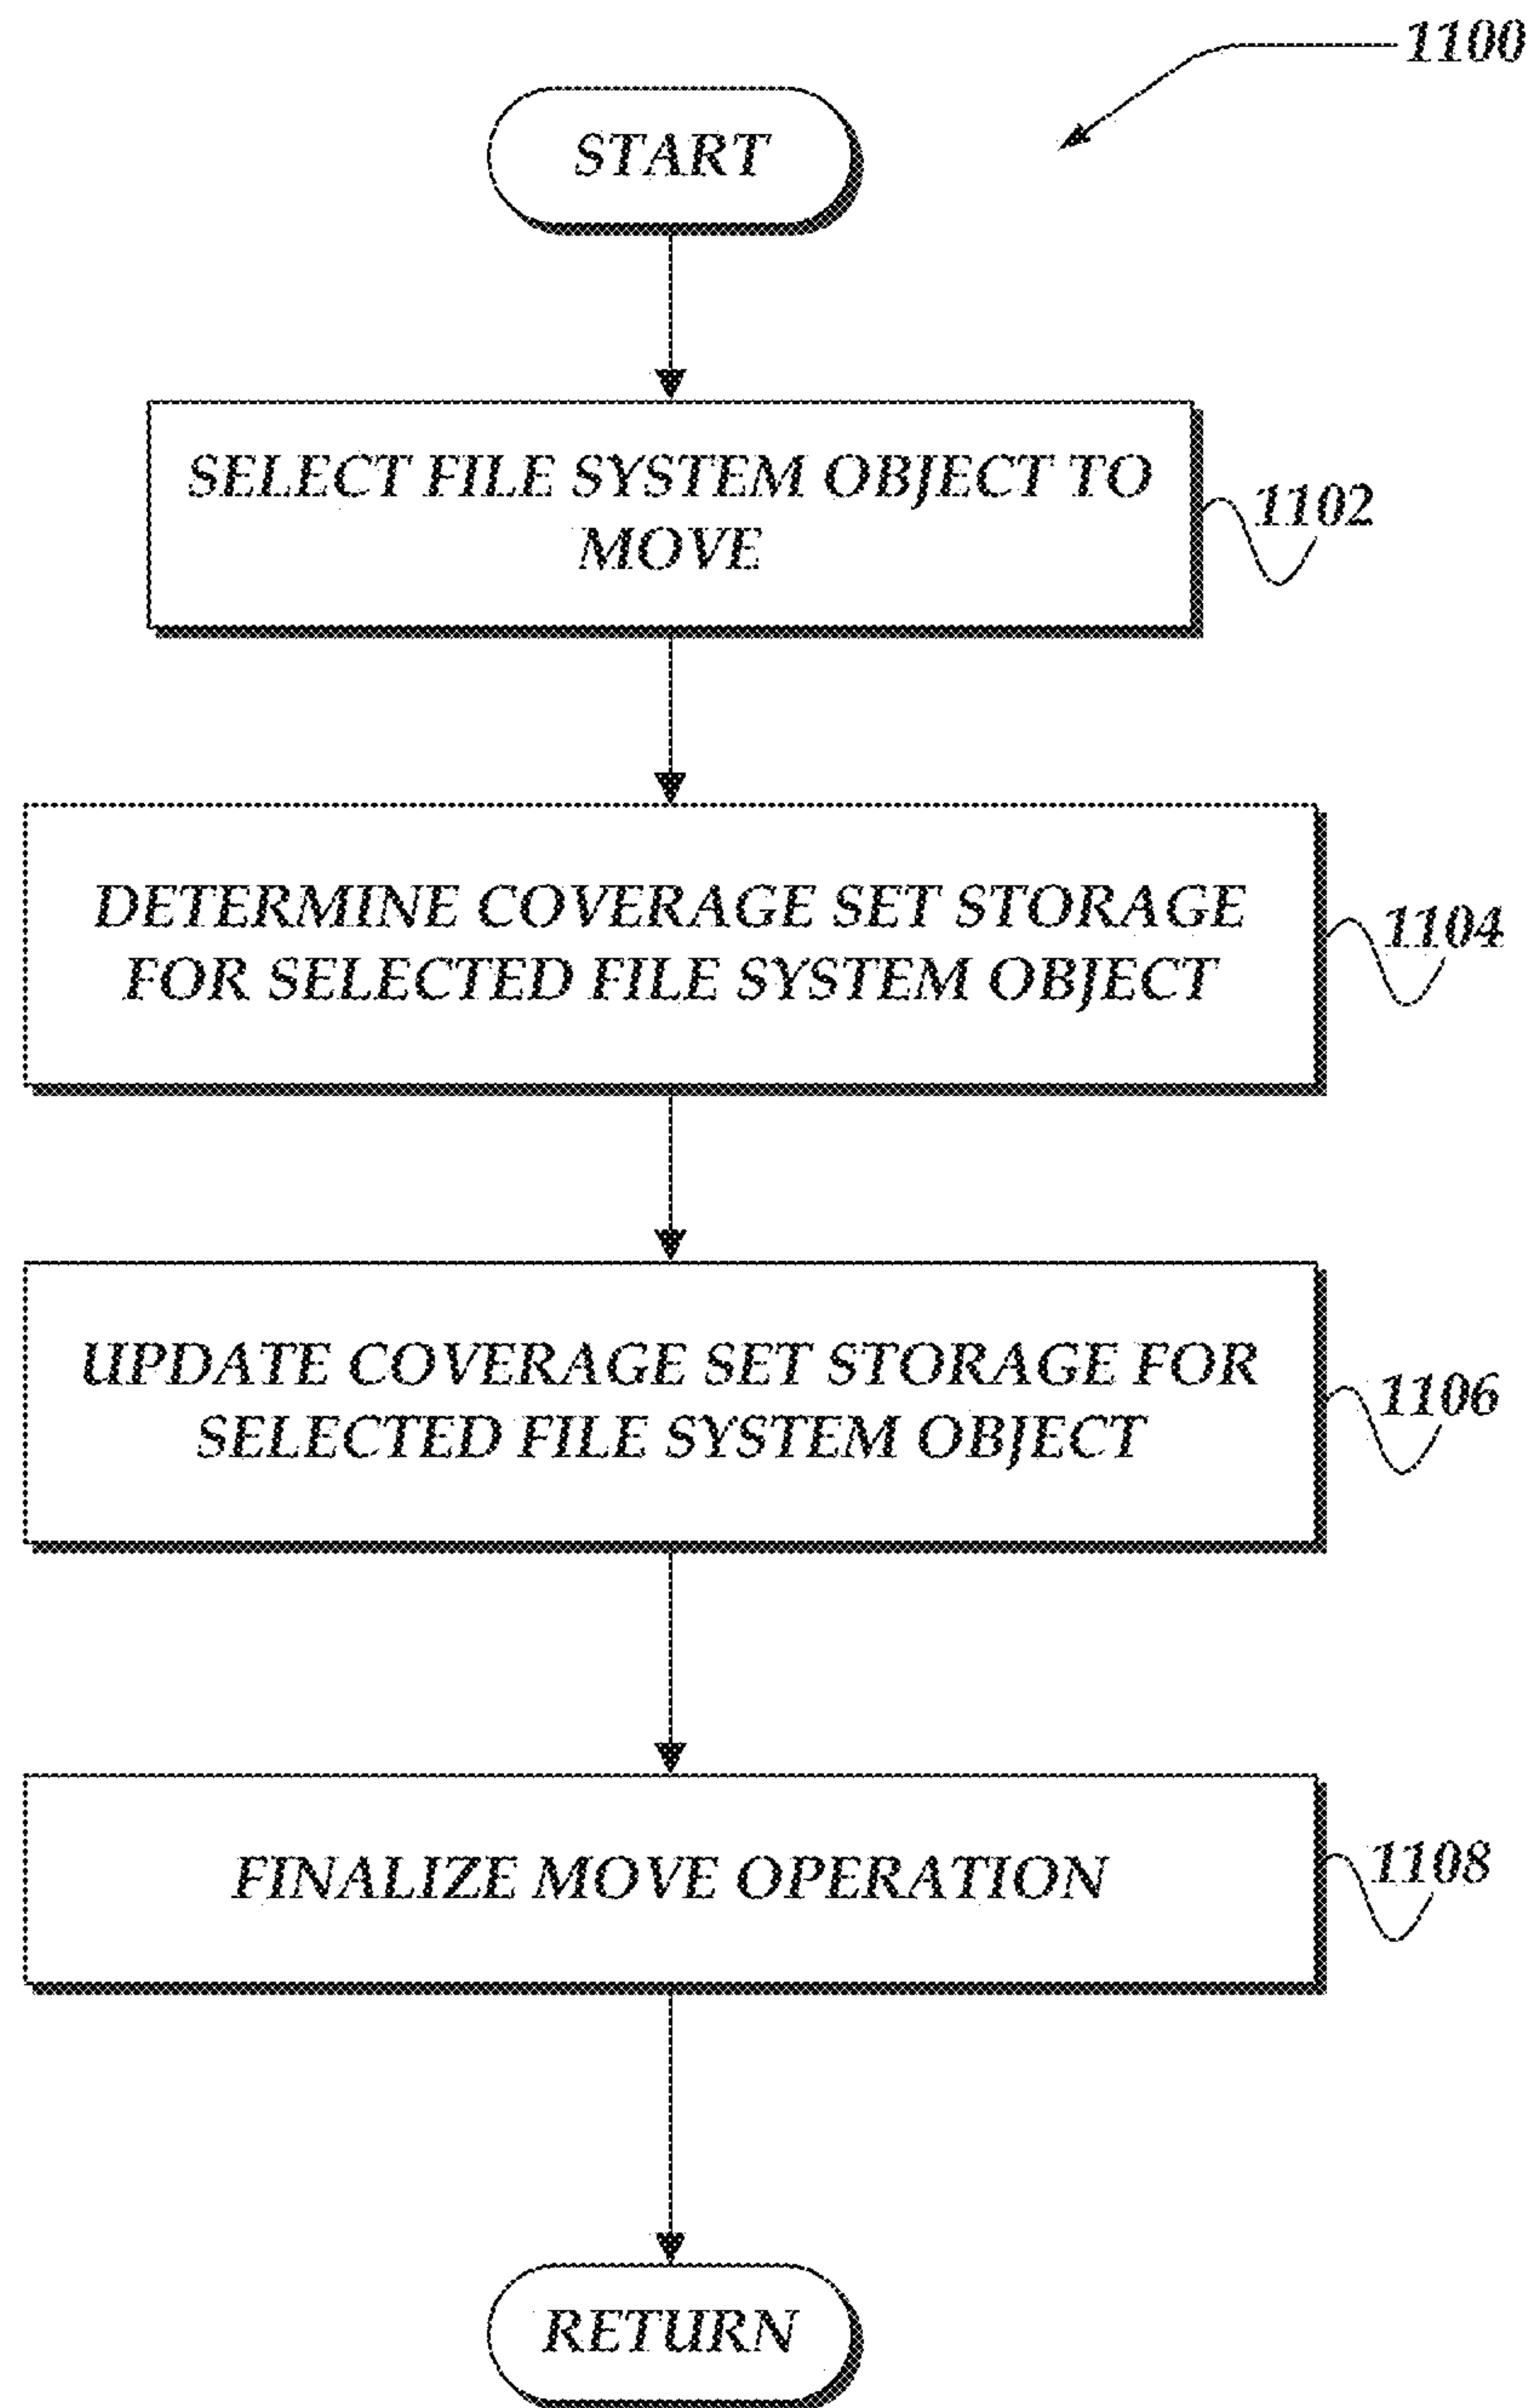 1100
START
SELECT FILE SYSTEM OBJECT TO
MOVE
1102
DETERMINE COVERAGE SET STORAGE
FOR SELECTED FILE SYSTEM OBJECT
1104
UPDATE COVERAGE SET STORAGE FOR
SELECTED FILE SYSTEM OBJECT
1106
FINALIZE MOVE OPERATION
1108
RETURN